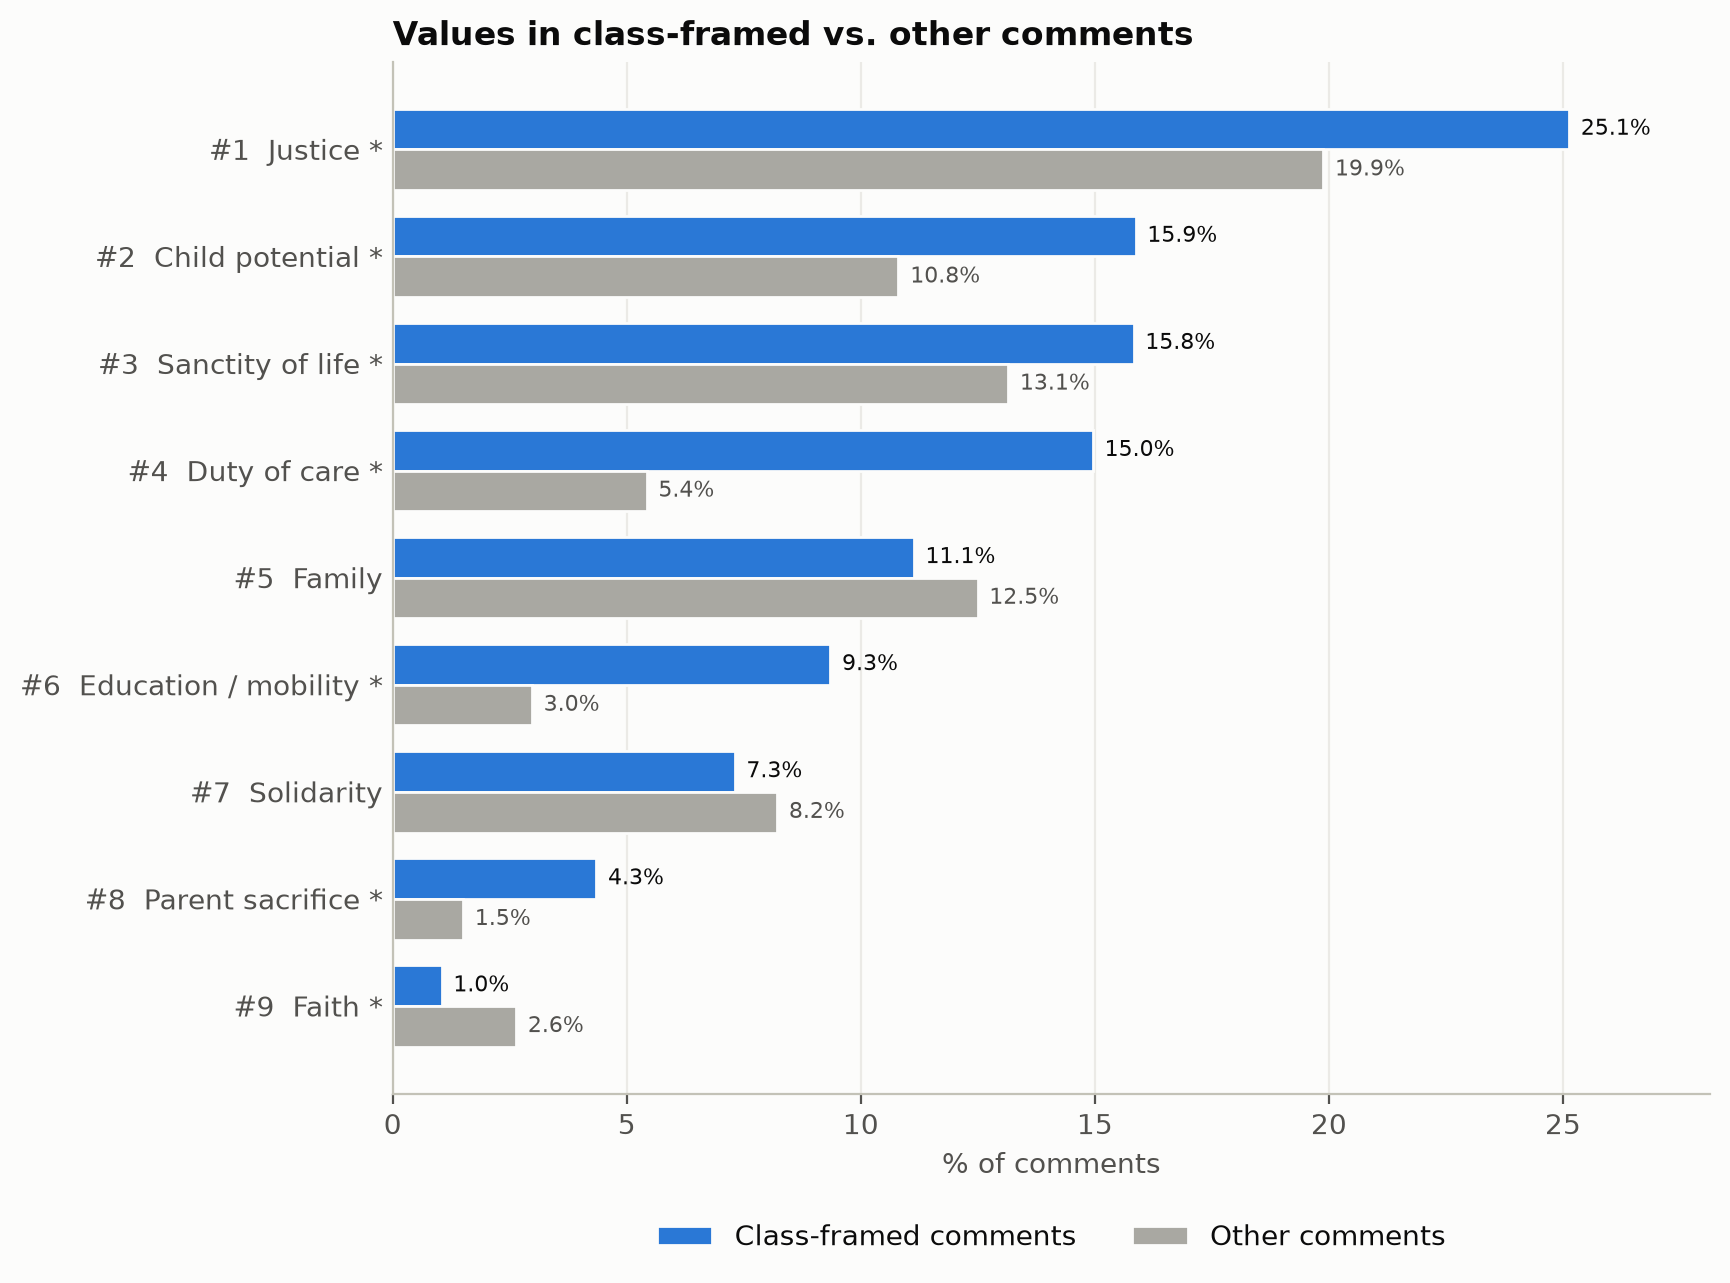 Values in class-framed vs. other comments
#1 Justice *
25.1%
19.9%
#2 Child potential *
15.9%
10.8%
#3 Sanctity of life *
15.8%
13.1%
#4 Duty of care *
15.0%
5.4%
#5 Family
11.1%
12.5%
#6 Education / mobility *
9.3%
3.0%
#7 Solidarity
7.3%
8.2%
#8 Parent sacrifice *
4.3%
1.5%
#9 Faith *
1.0%
2.6%
0 5 10 15 20 25
% of comments
Class-framed comments Other comments